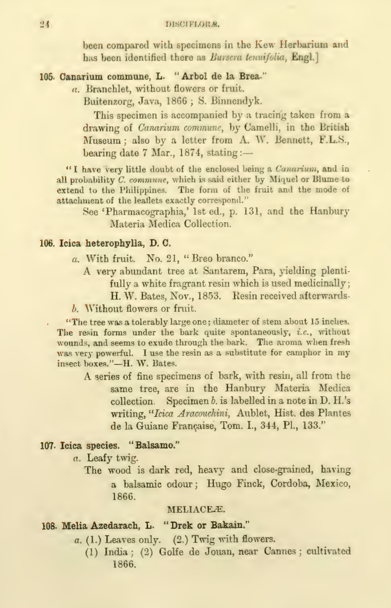 24
DISCIFLORÆ.
been compared with specimens in the Kew Herbarium and
has been identified there as Bursera tenuifolia, Engl.]
105. Canarium commune, L. "Arbol de la Brea."
a. Branchlet, without flowers or fruit.
Buitenzorg, Java, 1866 ; S. Binnendyk.
This specimen is accompanied by a tracing taken from a
drawing of Canarium commune, by Camelli, in the British
Museum ; also by a letter from A. W. Bennett, F.L.S.,
bearing date 7 Mar., 1874, stating :—
"I have very little doubt of the enclosed being a Canarium, and in
all probability C. commune, which is said either by Miquel or Blume to
extend to the Philippines. The form of the fruit and the mode of
attachment of the leaflets exactly correspond."
See 'Pharmacographia,' 1st ed., p. 131, and the Hanbury
Materia Medica Collection.
106. Icica heterophylla, D. C.
a. With fruit. No. 21, "Breo branco."
A very abundant tree at Santarem, Para, yielding plenti-
fully a white fragrant resin which is used medicinally ;
H. W. Bates, Nov., 1853. Resin received afterwards.
b. Without flowers or fruit.
"The tree was a tolerably large one ; diameter of stem about 15 inches.
The resin forms under the bark quite spontaneously, i.e., without
wounds, and seems to exude through the bark. The aroma when fresh
was very powerful. I use the resin as a substitute for camphor in my
insect boxes."—H. W. Bates.
A series of fine specimens of bark, with resin, all from the
same tree, are in the Hanbury Materia Medica
collection. Specimen b. is labelled in a note in D. H.'s
writing, "Icica Aracouchini, Aublet, Hist. des Plantes
de la Guiane Française, Tom. I., 344, Pl., 133."
107. Icica species. "Balsamo."
a. Leafy twig.
The wood is dark red, heavy and close-grained, having
a balsamic odour ; Hugo Finck, Cordoba, Mexico,
1866.
MELIACEÆ.
108. Melia Azedarach, L. "Drek or Bakain."
a. (1.) Leaves only. (2.) Twig with flowers.
(1) India ; (2) Golfe de Jouan, near Cannes ; cultivated
1866.